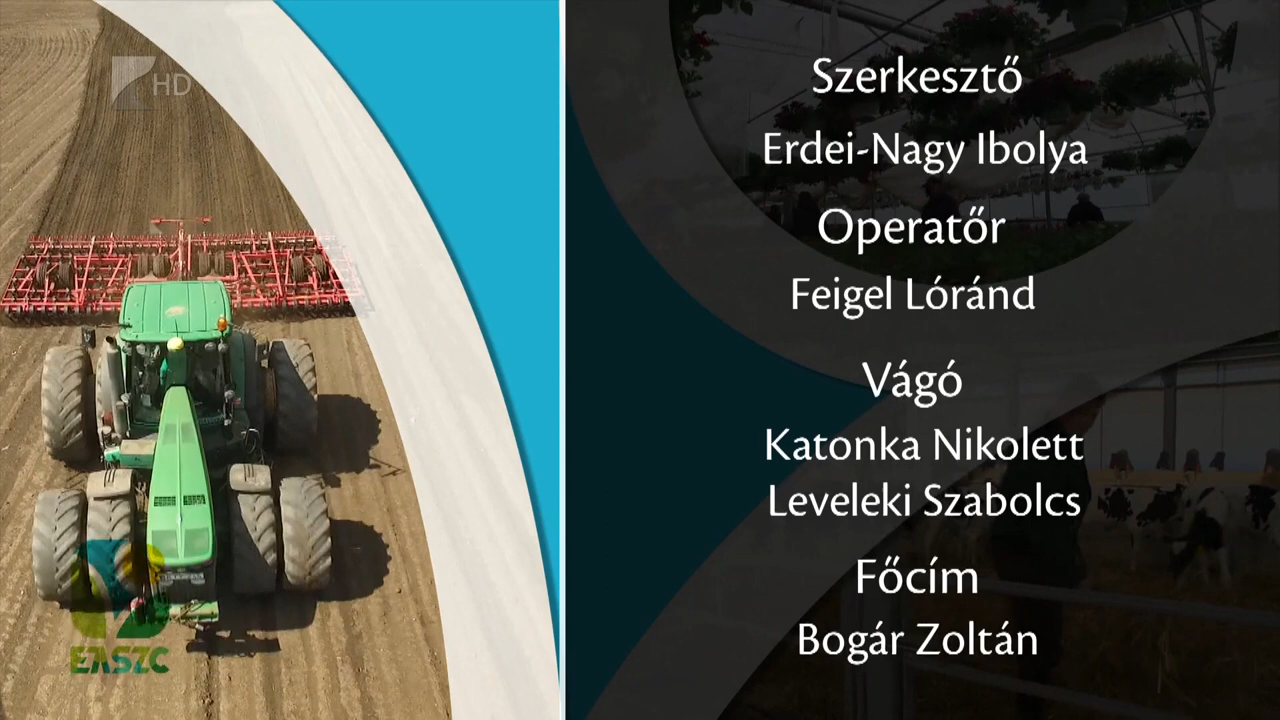 HD
Szerkesztő
Erdei-Nagy Ibolya
Operatőr
Feigel Lóránd
Vágó
Katonka Nikolett
Leveleki Szabolcs
Főcím
Bogár Zoltán
EASZC